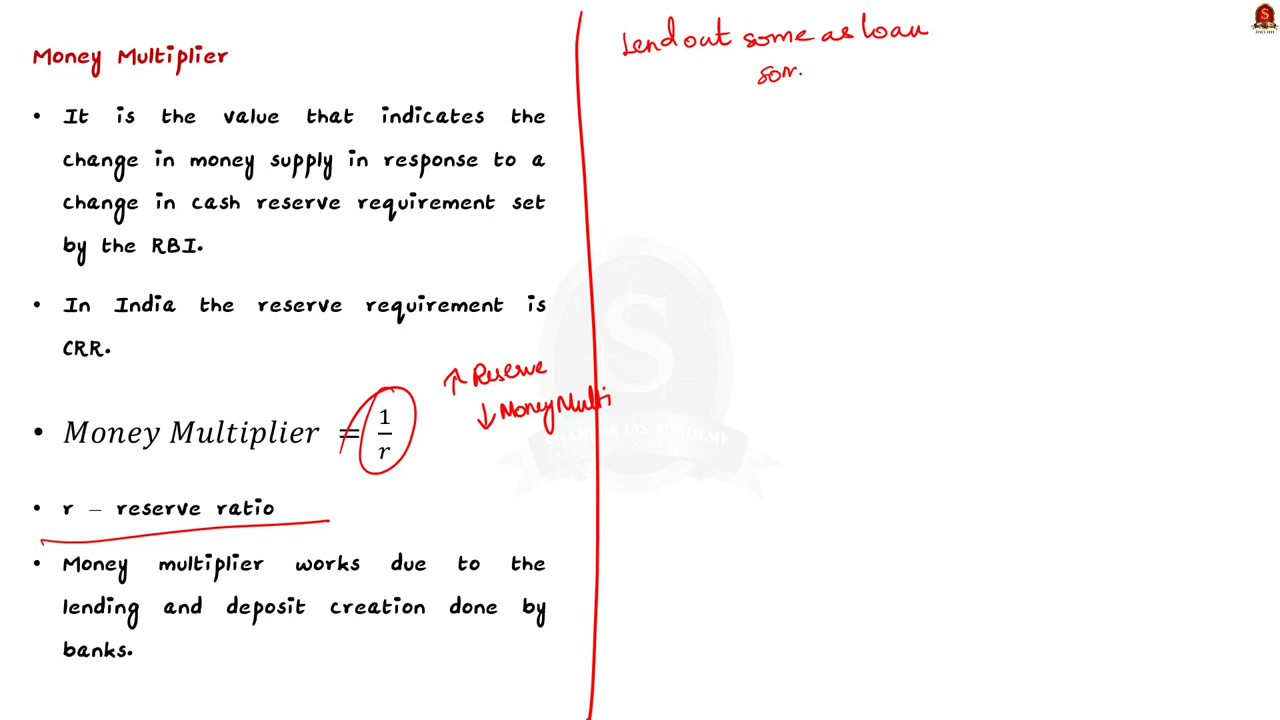 Money Multiplier
• It is the value that indicates the
change in money supply in response to a
change in cash reserve requirement set
by the RBI.
• In India the reserve requirement is
CRR.
• Money Multiplier = 1/r
↑ Reserve
↓ Money Multi
• r – reserve ratio
• Money multiplier works due to the
lending and deposit creation done by
banks.
Lend out some as loan
SHANKAR IAS ACADEMY